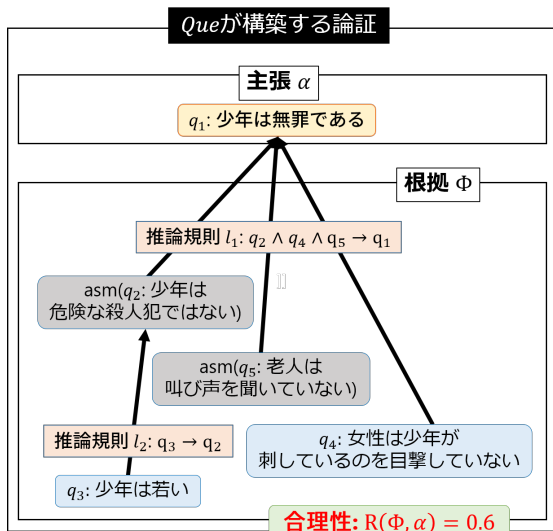 Queが構築する論証
主張 α
q₁: 少年は無罪である
根拠 Φ
推論規則 l₁: q₂ ∧ q₄ ∧ q₅ → q₁
asm(q₂: 少年は
危険な殺人犯ではない)
asm(q₅: 老人は
叫び声を聞いていない)
推論規則 l₂: q₃ → q₂
q₄: 女性は少年が
刺しているのを目撃していない
q₃: 少年は若い
合理性: R(Φ, α) = 0.6